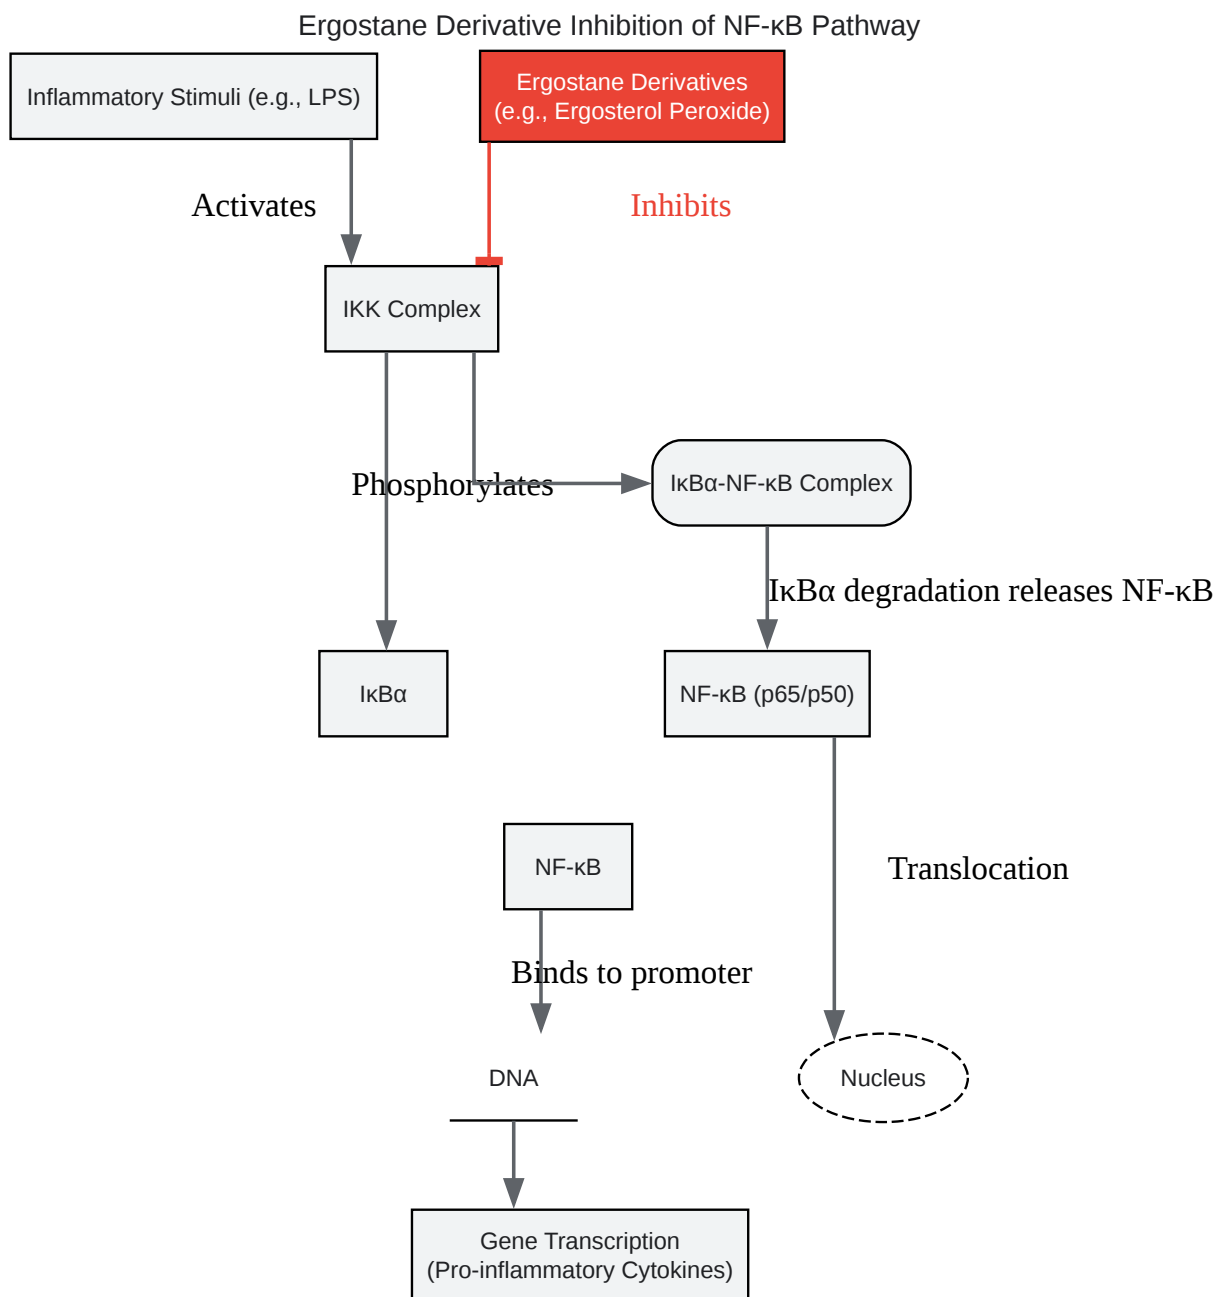 Ergostane Derivative Inhibition of NF-κB Pathway
Inflammatory Stimuli (e.g., LPS)
Ergostane Derivatives
(e.g., Ergosterol Peroxide)
Activates
Inhibits
IKK Complex
Phosphorylates
IκBα-NF-κB Complex
IκBα degradation releases NF-κB
IκBα
NF-κB (p65/p50)
NF-κB
Translocation
Binds to promoter
DNA
Nucleus
Gene Transcription
(Pro-inflammatory Cytokines)